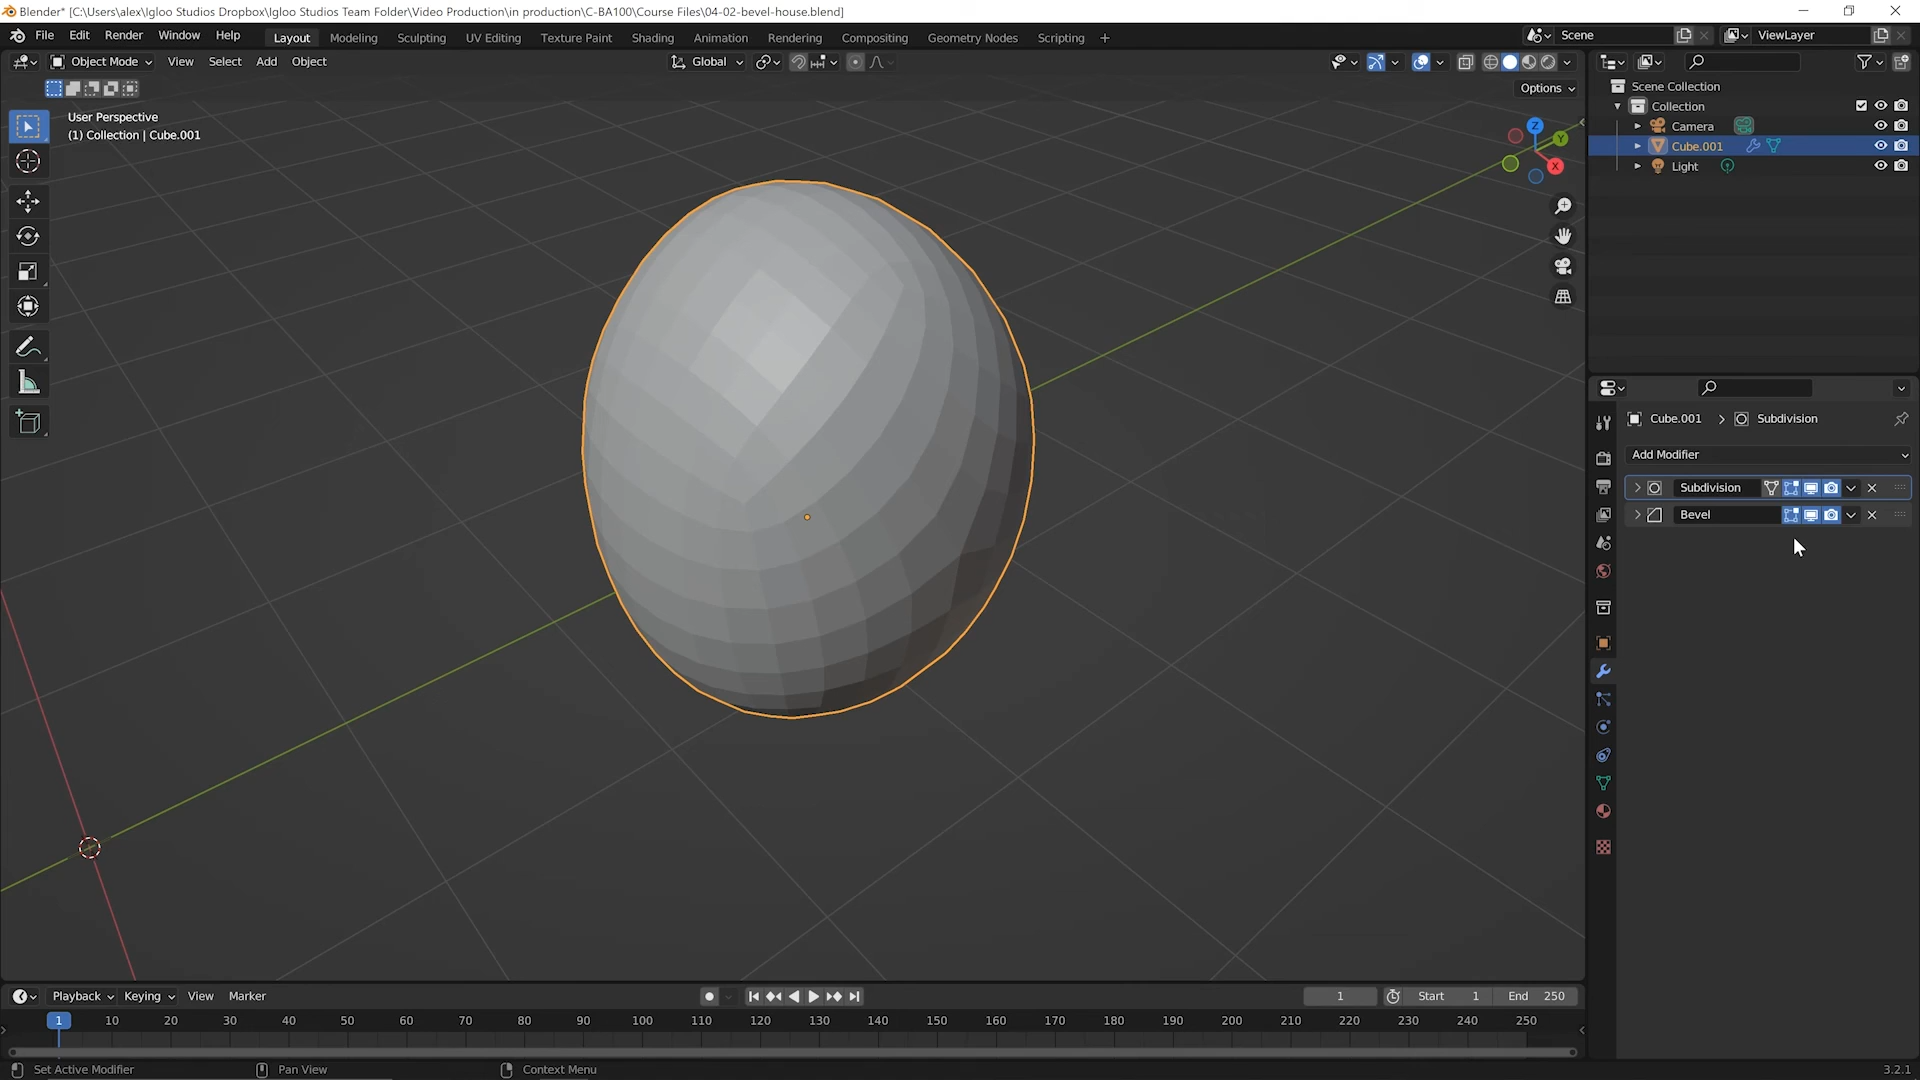 Blender* [C:\Users\alex\Igloo Studios Dropbox\Igloo Studios Team Folder\Video Production\in production\C-BA100\Course Files\04-02-bevel-house.blend]
File Edit Render Window Help Layout Modeling Sculpting UV Editing Texture Paint Shading Animation Rendering Compositing Geometry Nodes Scripting + Scene ViewLayer
Object Mode View Select Add Object Global
Options
User Perspective
(1) Collection | Cube.001
Z
Y
X
Scene Collection
Collection
Camera
Cube.001
Light
Cube.001 > Subdivision
Add Modifier
Subdivision
Bevel
Playback Keying View Marker 1 Start 1 End 250
1 10 20 30 40 50 60 70 80 90 100 110 120 130 140 150 160 170 180 190 200 210 220 230 240 250
Set Active Modifier Pan View Context Menu 3.2.1